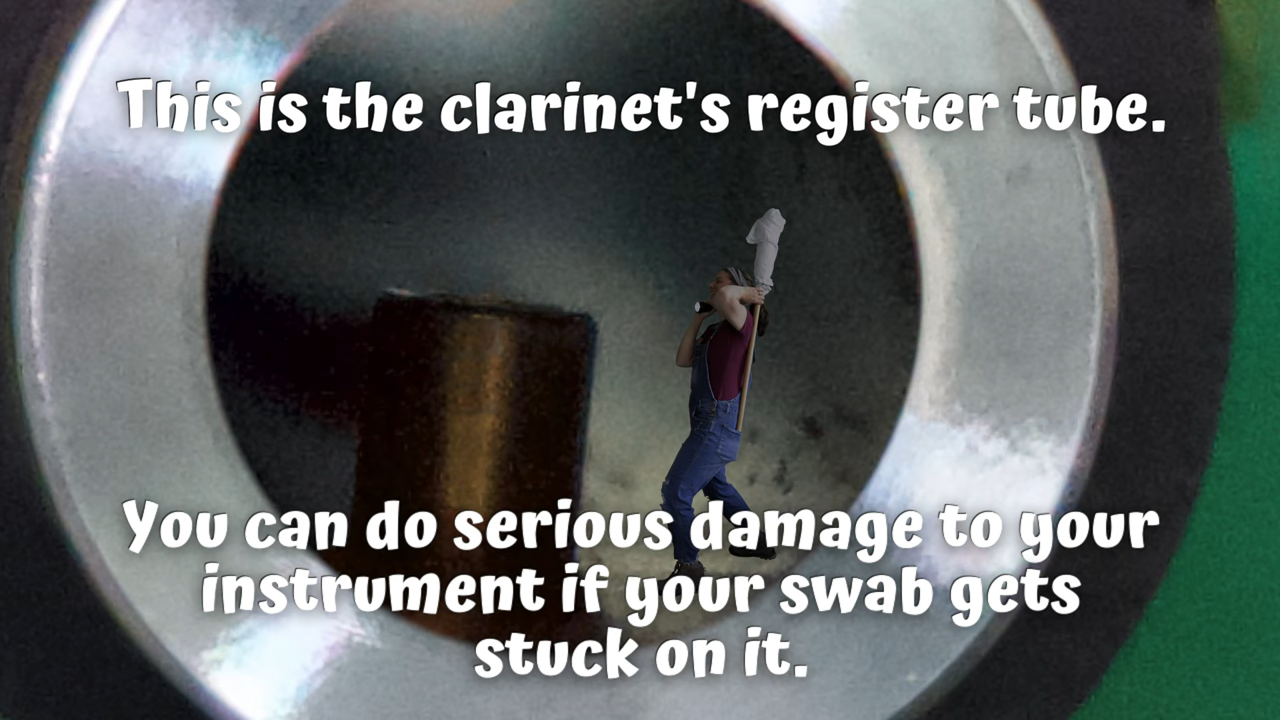 This is the clarinet's register tube.
You can do serious damage to your
instrument if your swab gets
stuck on it.